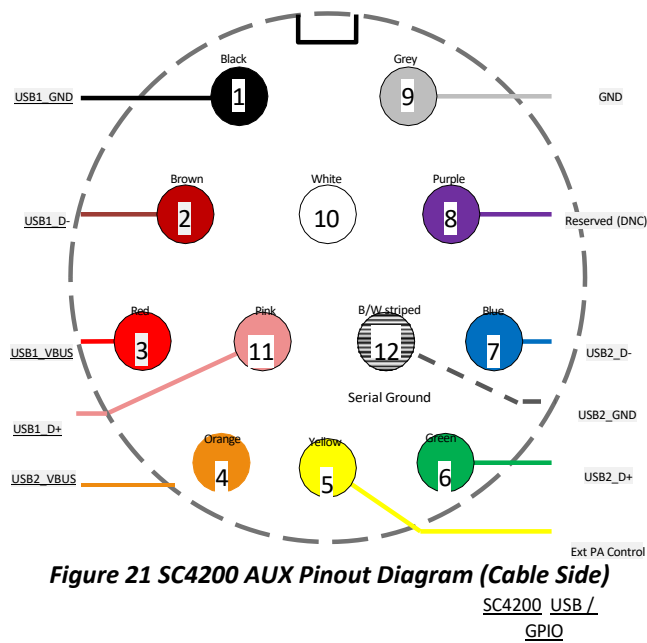 Black
Grey
USB1_GND
1
9
GND
Brown
White
Purple
USB1_D-
2
10
8
Reserved (DNC)
Red
Pink
B/W striped
Blue
USB1_VBUS
3
11
12
7
USB2_D-
Serial Ground
USB1_D+
USB2_GND
Orange
Yellow
Green
USB2_VBUS
4
5
6
USB2_D+
Ext PA Control
Figure 21 SC4200 AUX Pinout Diagram (Cable Side)
SC4200 USB /
GPIO